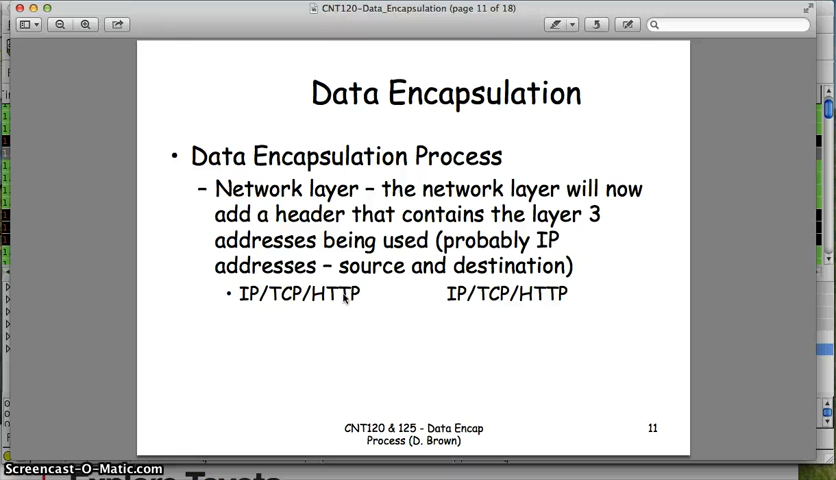 CNT120-Data_Encapsulation (page 11 of 18)
Data Encapsulation
• Data Encapsulation Process
– Network layer – the network layer will now
add a header that contains the layer 3
addresses being used (probably IP
addresses – source and destination)
• IP/TCP/HTTP IP/TCP/HTTP
CNT120 & 125 - Data Encap
Process (D. Brown)
11
Screencast-O-Matic.com